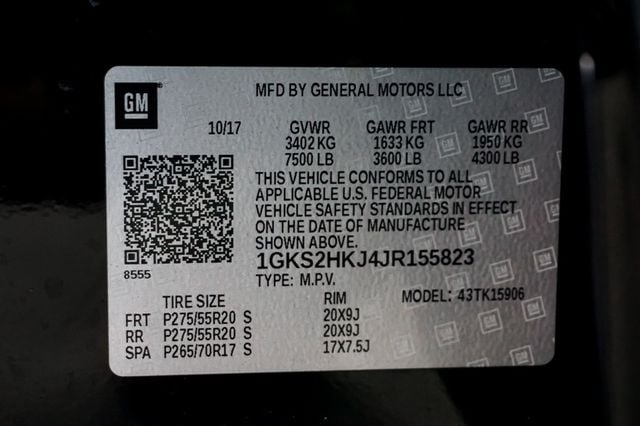 GM
MFD BY GENERAL MOTORS LLC
10/17 GVWR GAWR FRT GAWR RR
3402 KG 1633 KG 1950 KG
7500 LB 3600 LB 4300 LB
THIS VEHICLE CONFORMS TO ALL
APPLICABLE U.S. FEDERAL MOTOR
VEHICLE SAFETY STANDARDS IN EFFECT
ON THE DATE OF MANUFACTURE
SHOWN ABOVE.
8555
1GKS2HKJ4JR155823
TYPE: M.P.V. MODEL: 43TK15906
TIRE SIZE RIM
FRT P275/55R20 S 20X9J
RR P275/55R20 S 20X9J
SPA P265/70R17 S 17X7.5J